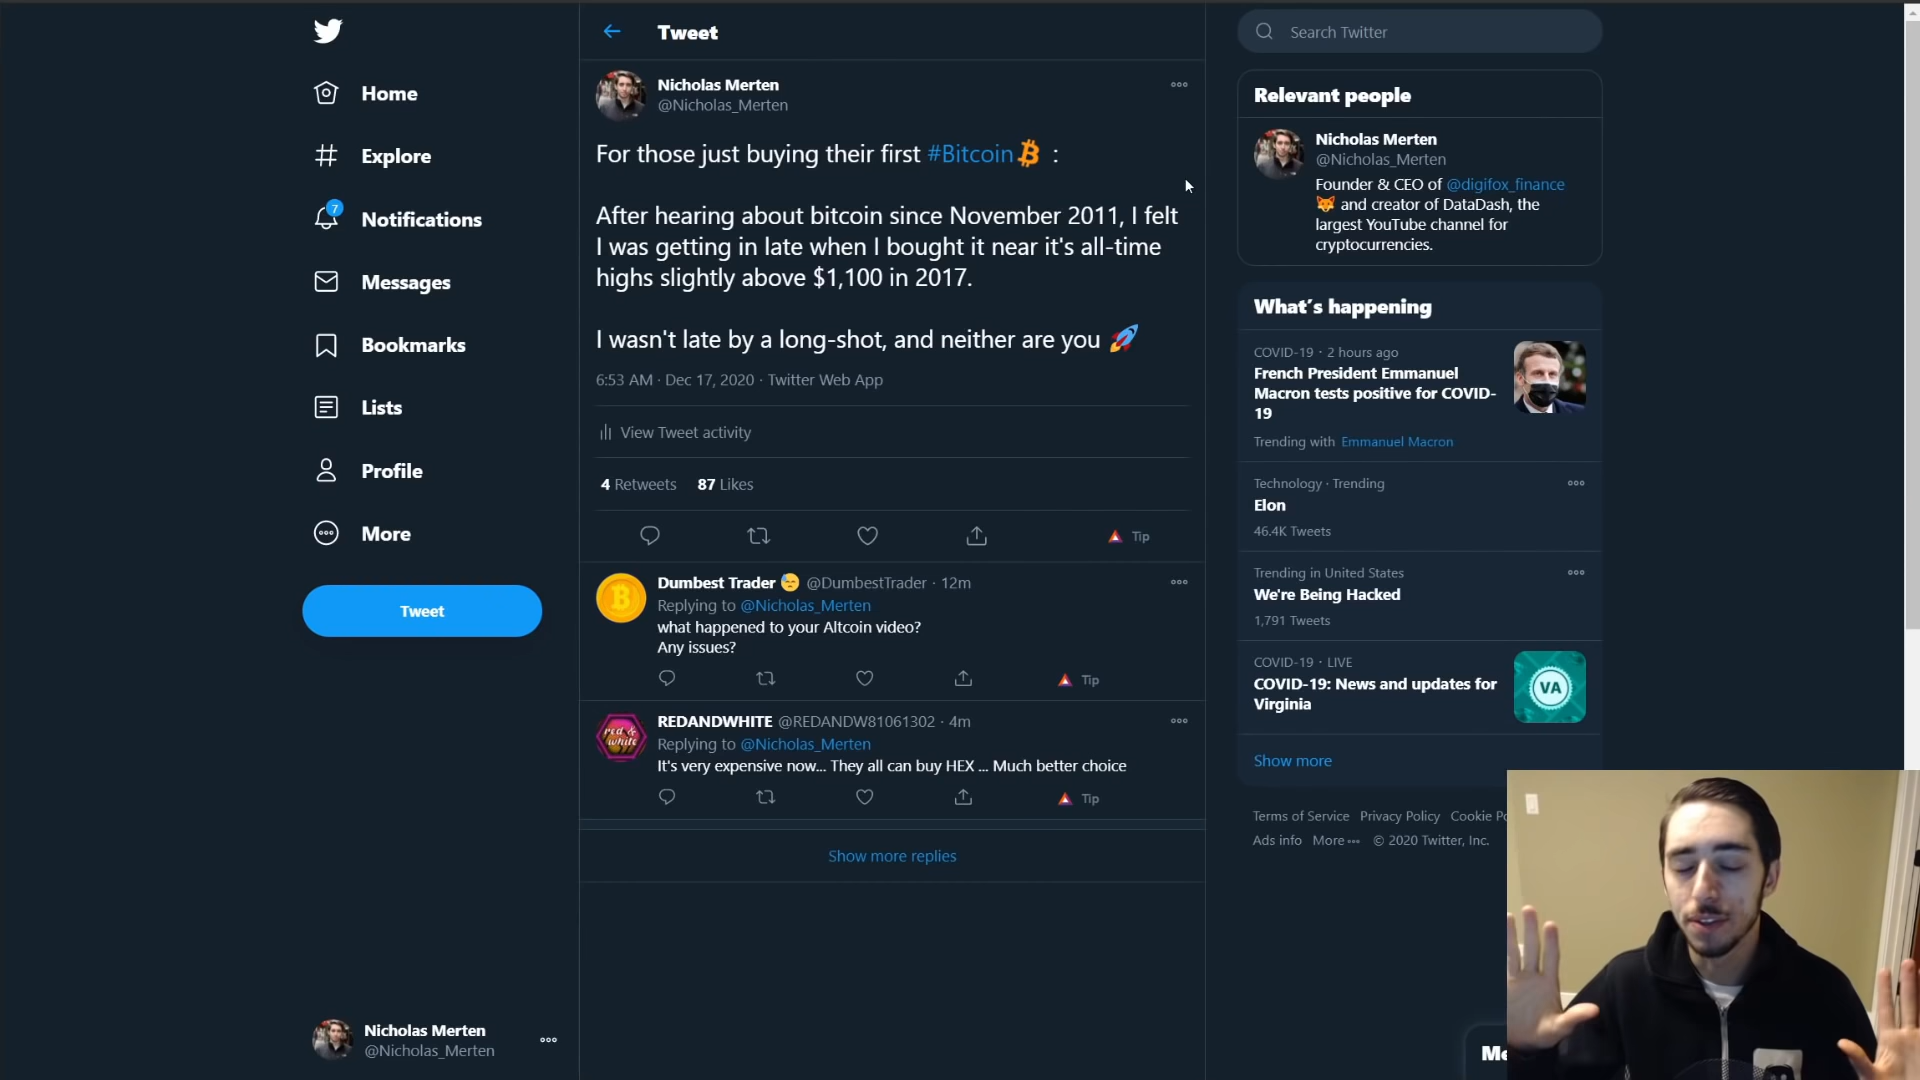 Home
Explore
7
Notifications
Messages
Bookmarks
Lists
Profile
More
Tweet
Nicholas Merten
@Nicholas_Merten
Tweet
Nicholas Merten
@Nicholas_Merten
For those just buying their first #Bitcoin :
After hearing about bitcoin since November 2011, I felt
I was getting in late when I bought it near it's all-time
highs slightly above $1,100 in 2017.
I wasn't late by a long-shot, and neither are you 🚀
6:53 AM · Dec 17, 2020 · Twitter Web App
View Tweet activity
4 Retweets 87 Likes
Tip
Dumbest Trader 😓 @DumbestTrader · 12m
Replying to @Nicholas_Merten
what happened to your Altcoin video?
Any issues?
Tip
red &
white
REDANDWHITE @REDANDW81061302 · 4m
Replying to @Nicholas_Merten
It's very expensive now... They all can buy HEX ... Much better choice
Tip
Show more replies
Search Twitter
Relevant people
Nicholas Merten
@Nicholas_Merten
Founder & CEO of @digifox_finance
🦊 and creator of DataDash, the
largest YouTube channel for
cryptocurrencies.
What's happening
COVID-19 · 2 hours ago
French President Emmanuel
Macron tests positive for COVID-
19
Trending with Emmanuel Macron
Technology · Trending
Elon
46.4K Tweets
Trending in United States
We're Being Hacked
1,791 Tweets
COVID-19 · LIVE
COVID-19: News and updates for
Virginia
VA
Show more
Terms of Service Privacy Policy Cookie Po
Ads info More © 2020 Twitter, Inc.
Me